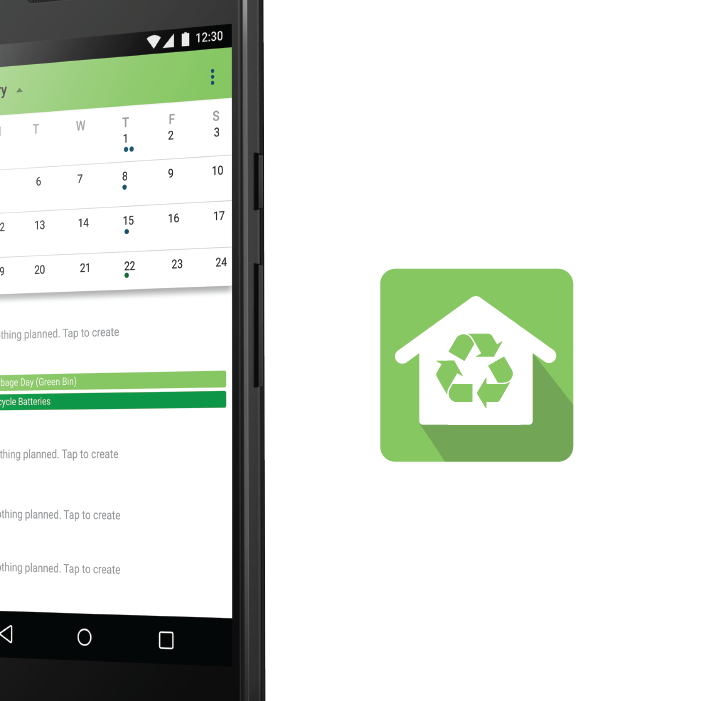 12:30
ry
T W T F S
1 2 3
6 7 8 9 10
2 13 14 15 16 17
9 20 21 22 23 24
othing planned. Tap to create
bage Day (Green Bin)
cycle Batteries
thing planned. Tap to create
othing planned. Tap to create
othing planned. Tap to create